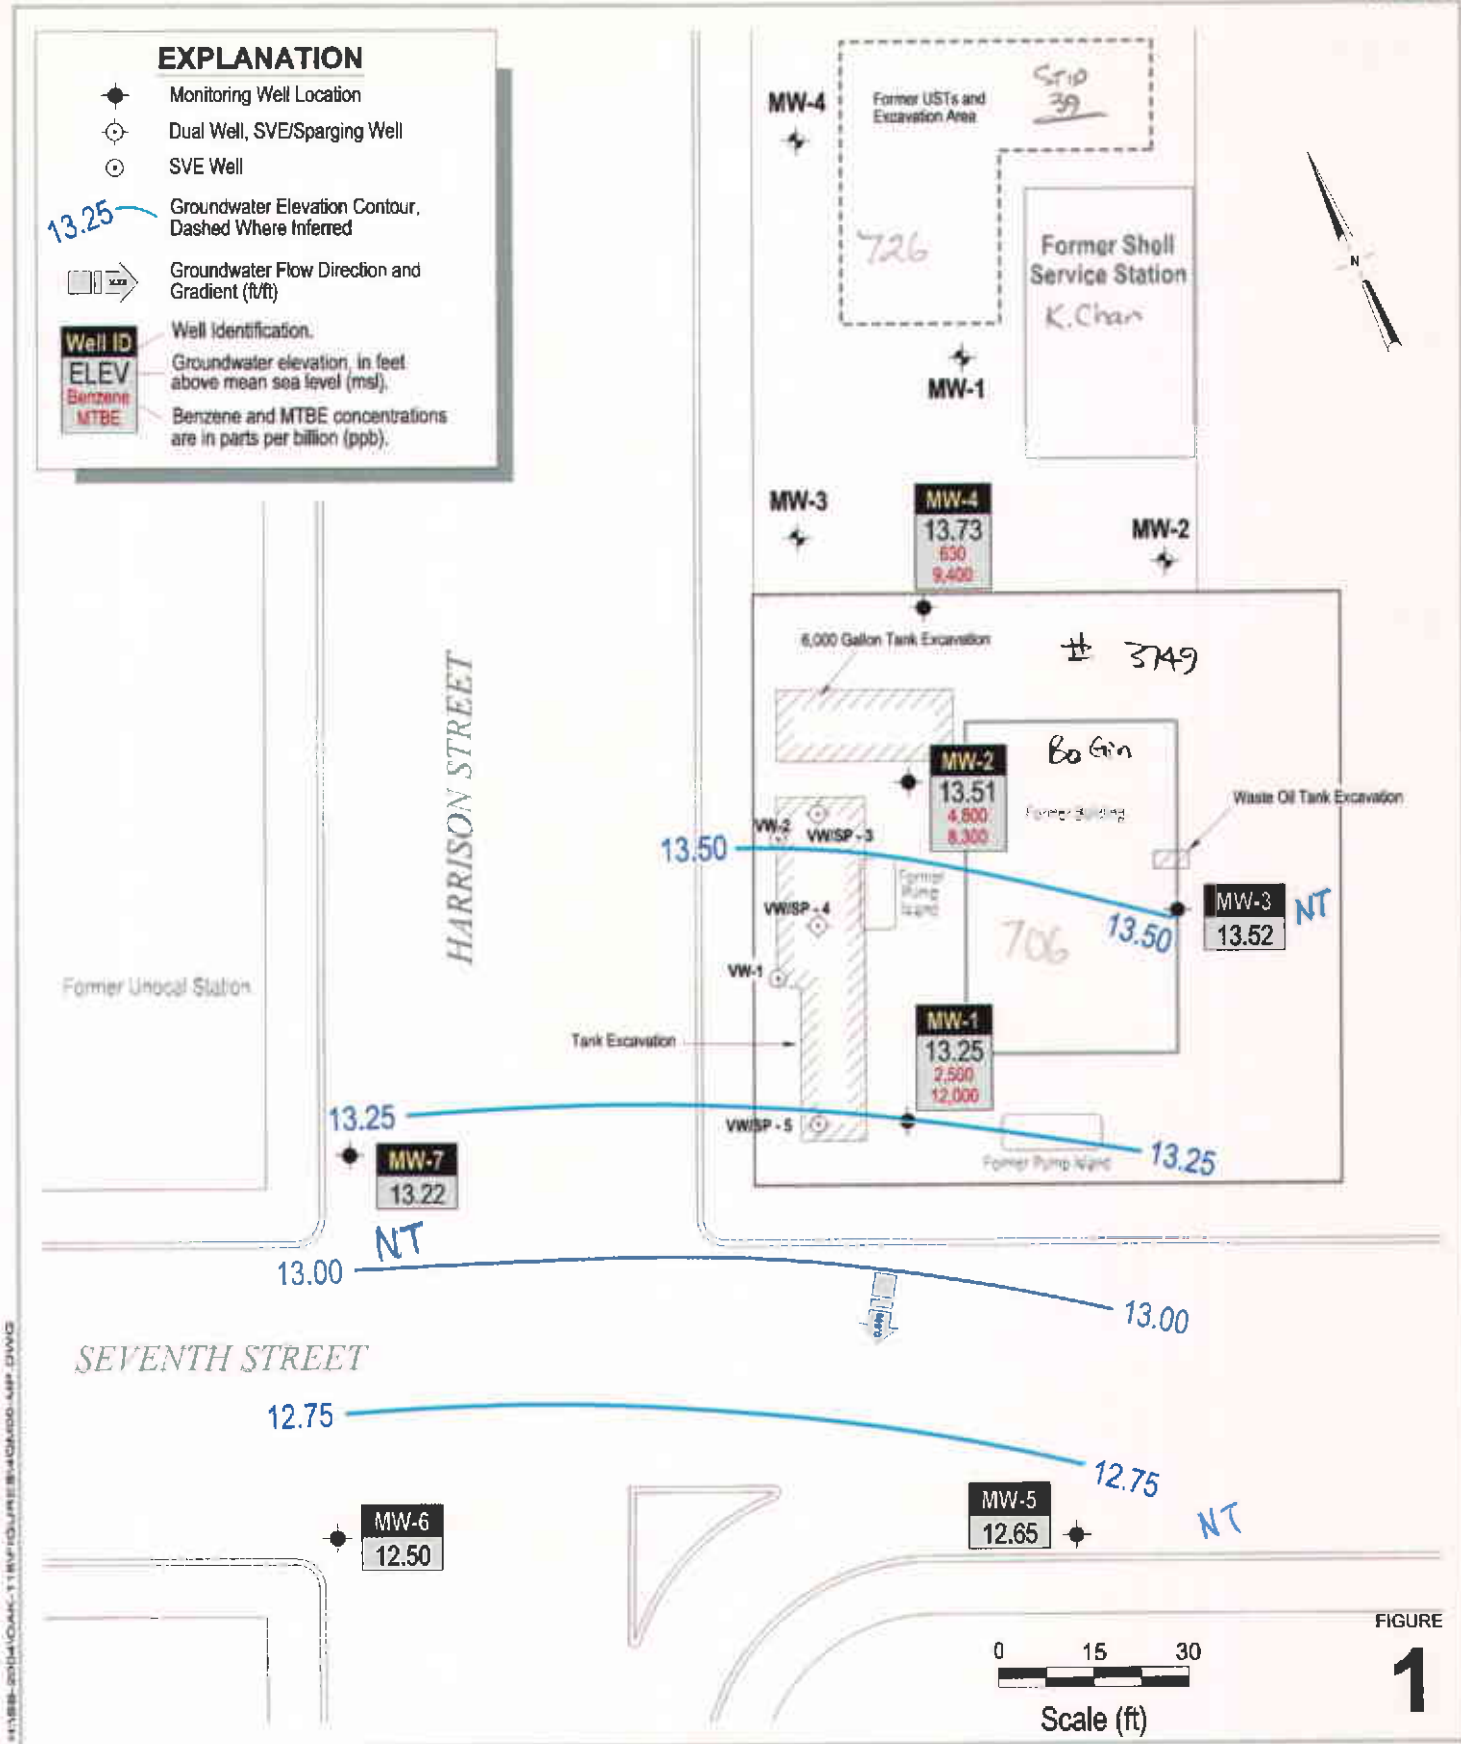 EXPLANATION
Monitoring Well Location
Dual Well, SVE/Sparging Well
SVE Well
13.25
Groundwater Elevation Contour,
Dashed Where Inferred
Groundwater Flow Direction and
Gradient (ft/ft)
Well ID
ELEV
Benzene
MTBE
Well Identification.
Groundwater elevation, in feet
above mean sea level (msl).
Benzene and MTBE concentrations
are in parts per billion (ppb).
MW-4
Former USTs and
Excavation Area
STID
39
726
Former Shell
Service Station
K.Chan
N
MW-1
MW-3
MW-4
13.73
630
9,400
MW-2
6,000 Gallon Tank Excavation
# 3749
HARRISON STREET
Bo Gin
MW-2
13.51
4,600
8,300
Former Building
Waste Oil Tank Excavation
VW-2
VW/SP - 3
13.50
Former
Pump
Island
VW/SP - 4
MW-3
13.52
NT
13.50
706
VW-1
Former Unocal Station
MW-1
13.25
2,500
12,000
Tank Excavation
13.25
VW/SP - 5
13.25
Former Pump Island
MW-7
13.22
NT
13.00
13.00
SEVENTH STREET
12.75
12.75
MW-6
12.50
MW-5
12.65
NT
0 15 30
Scale (ft)
FIGURE
1